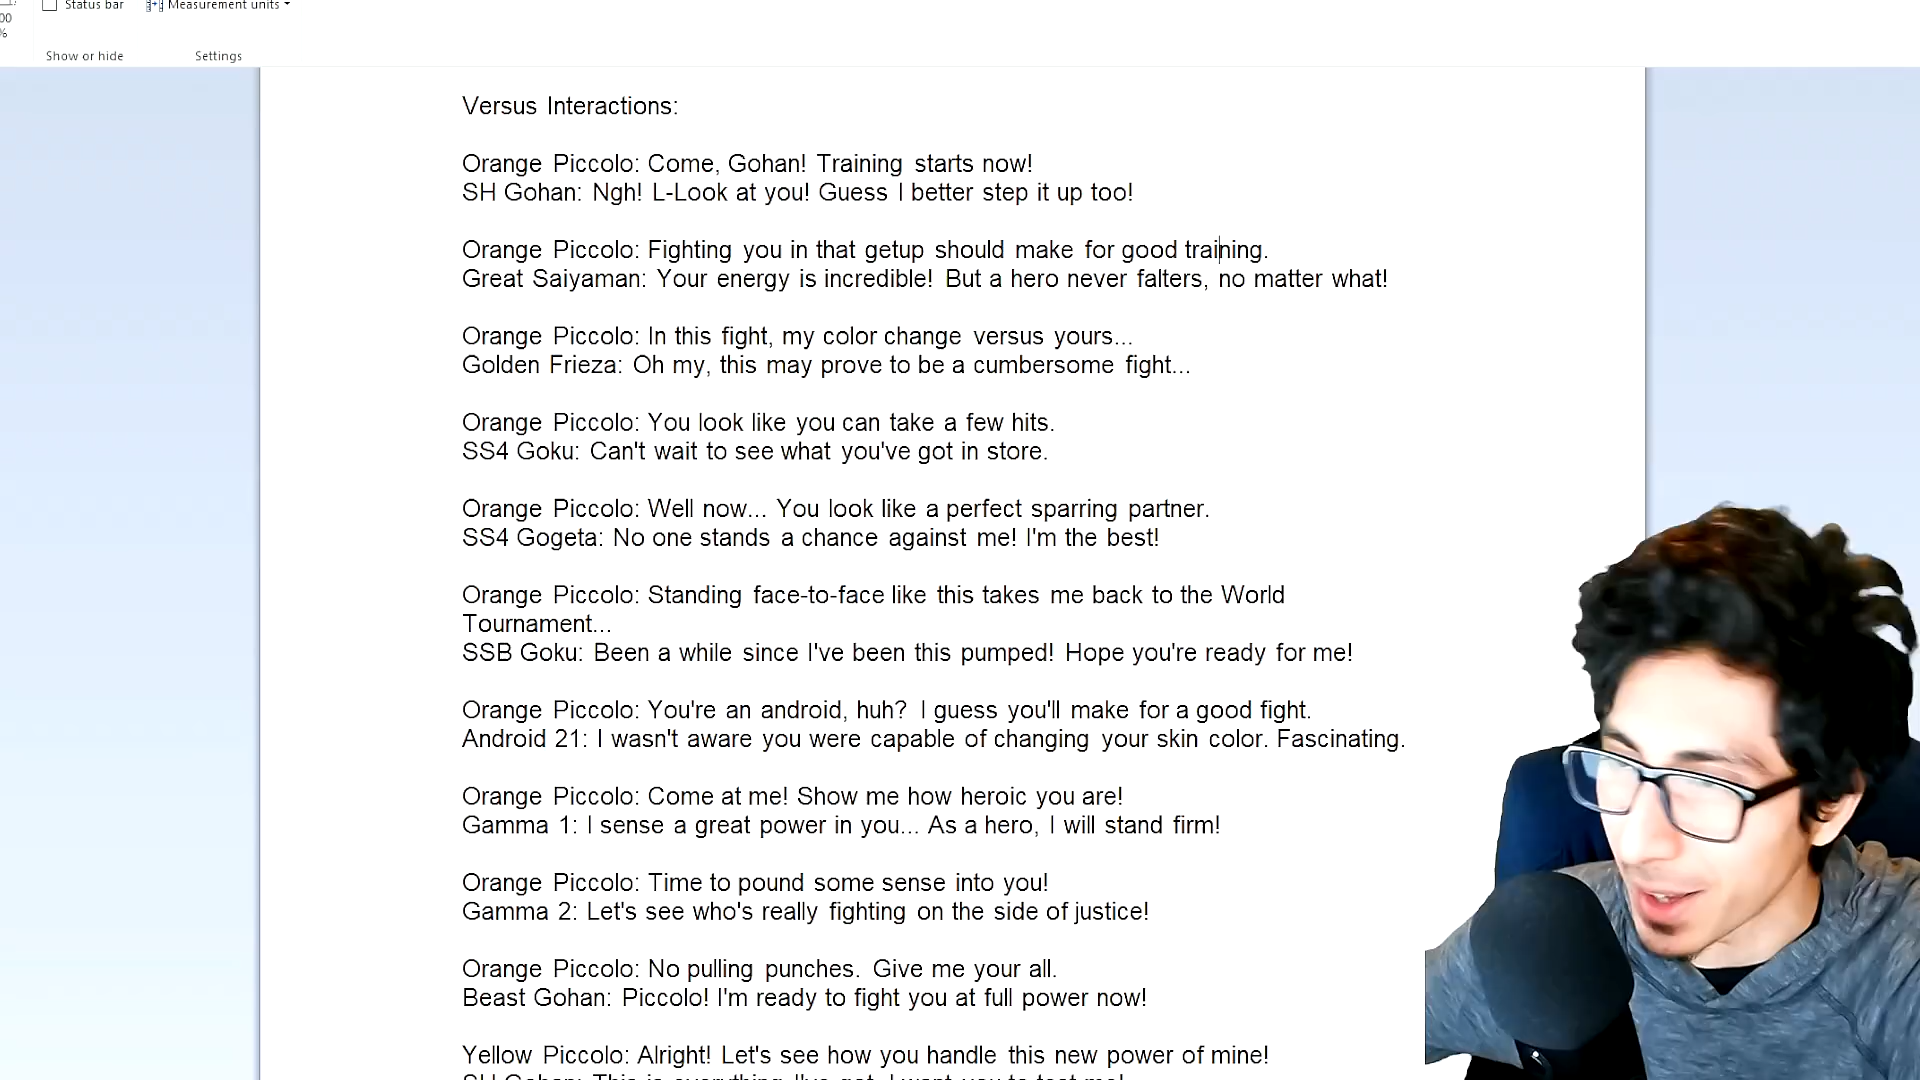 Status bar
Measurement units
00
%
Show or hide
Settings
Versus Interactions:
Orange Piccolo: Come, Gohan! Training starts now!
SH Gohan: Ngh! L-Look at you! Guess I better step it up too!
Orange Piccolo: Fighting you in that getup should make for good training.
Great Saiyaman: Your energy is incredible! But a hero never falters, no matter what!
Orange Piccolo: In this fight, my color change versus yours...
Golden Frieza: Oh my, this may prove to be a cumbersome fight...
Orange Piccolo: You look like you can take a few hits.
SS4 Goku: Can't wait to see what you've got in store.
Orange Piccolo: Well now... You look like a perfect sparring partner.
SS4 Gogeta: No one stands a chance against me! I'm the best!
Orange Piccolo: Standing face-to-face like this takes me back to the World
Tournament...
SSB Goku: Been a while since I've been this pumped! Hope you're ready for me!
Orange Piccolo: You're an android, huh? I guess you'll make for a good fight.
Android 21: I wasn't aware you were capable of changing your skin color. Fascinating.
Orange Piccolo: Come at me! Show me how heroic you are!
Gamma 1: I sense a great power in you... As a hero, I will stand firm!
Orange Piccolo: Time to pound some sense into you!
Gamma 2: Let's see who's really fighting on the side of justice!
Orange Piccolo: No pulling punches. Give me your all.
Beast Gohan: Piccolo! I'm ready to fight you at full power now!
Yellow Piccolo: Alright! Let's see how you handle this new power of mine!
SH Gohan: This is everything I've got. I want you to test me!